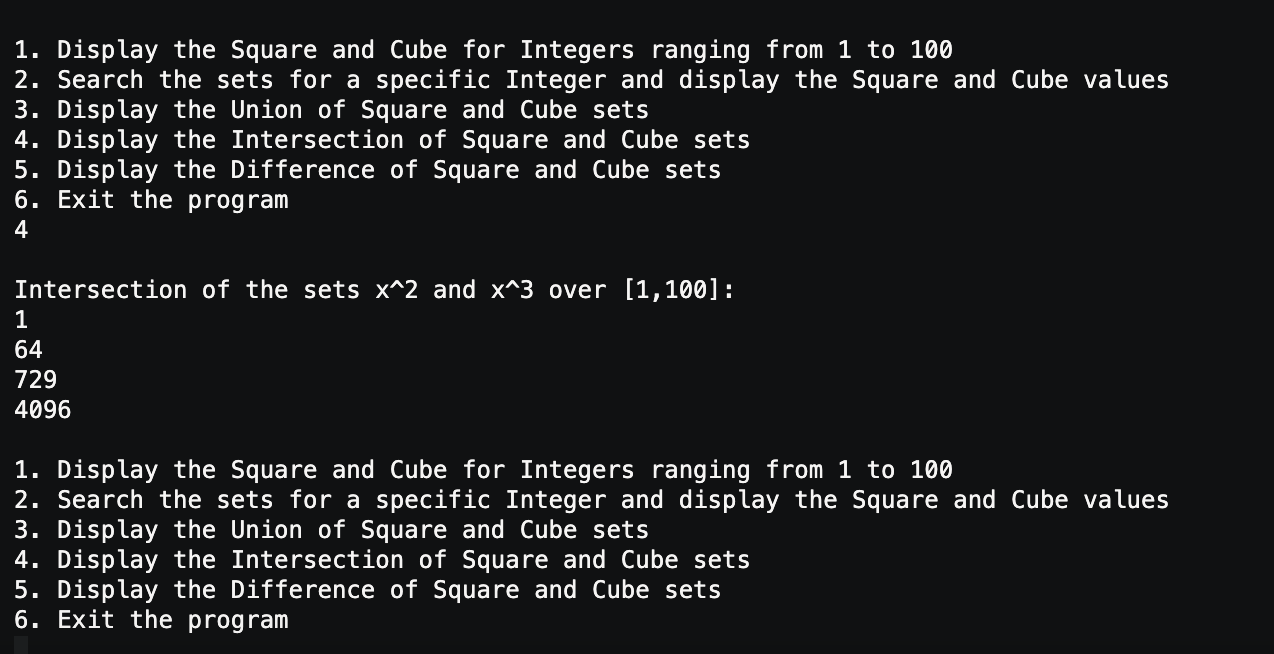 1. Display the Square and Cube for Integers ranging from 1 to 100
2. Search the sets for a specific Integer and display the Square and Cube values
3. Display the Union of Square and Cube sets
4. Display the Intersection of Square and Cube sets
5. Display the Difference of Square and Cube sets
6. Exit the program
4
Intersection of the sets x^2 and x^3 over [1,100]:
1
64
729
4096
1. Display the Square and Cube for Integers ranging from 1 to 100
2. Search the sets for a specific Integer and display the Square and Cube values
3. Display the Union of Square and Cube sets
4. Display the Intersection of Square and Cube sets
5. Display the Difference of Square and Cube sets
6. Exit the program